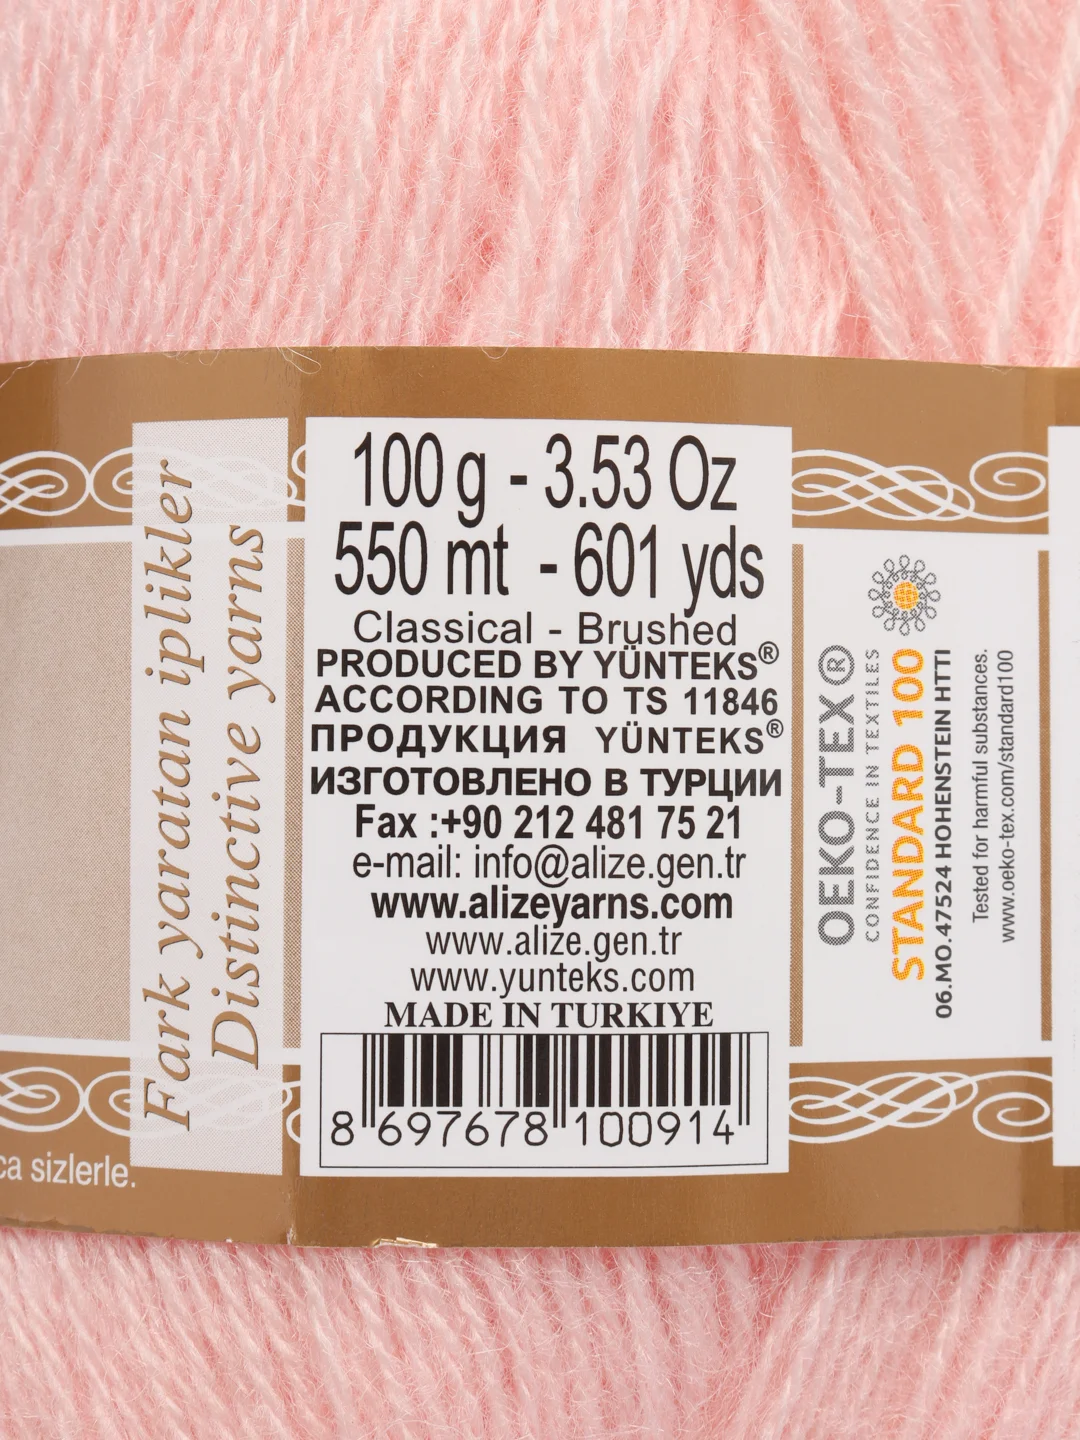 Fark yaratan iplikler
Distinctive yarns
ca sizlerle.
100 g - 3.53 Oz
550 mt - 601 yds
Classical - Brushed
PRODUCED BY YÜNTEKS®
ACCORDING TO TS 11846
ПРОДУКЦИЯ YÜNTEKS®
ИЗГОТОВЛЕНО В ТУРЦИИ
Fax :+90 212 481 75 21
e-mail: info@alize.gen.tr
www.alizeyarns.com
www.alize.gen.tr
www.yunteks.com
MADE IN TURKIYE
8 697678 100914
OEKO-TEX®
CONFIDENCE IN TEXTILES
STANDARD 100
06.MO.47524 HOHENSTEIN HTTI
Tested for harmful substances.
www.oeko-tex.com/standard100